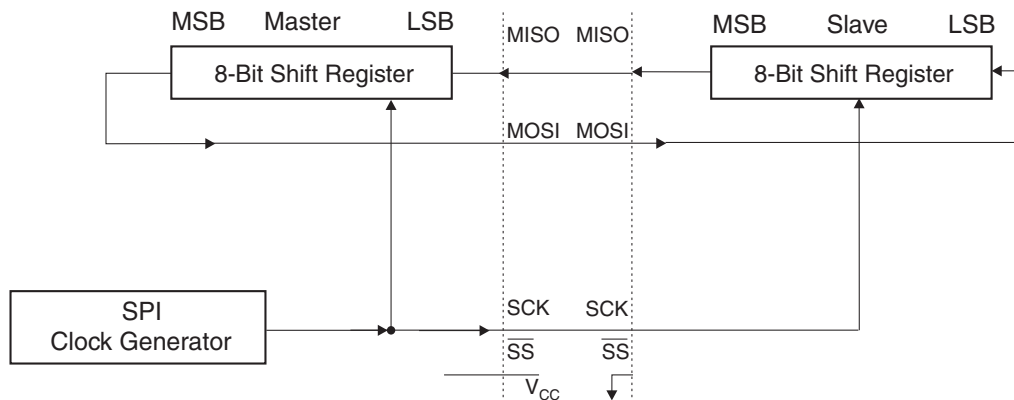 MSB Master LSB
MISO MISO
MSB Slave LSB
8-Bit Shift Register
8-Bit Shift Register
MOSI MOSI
SPI
Clock Generator
SCK SCK
SS SS
VCC